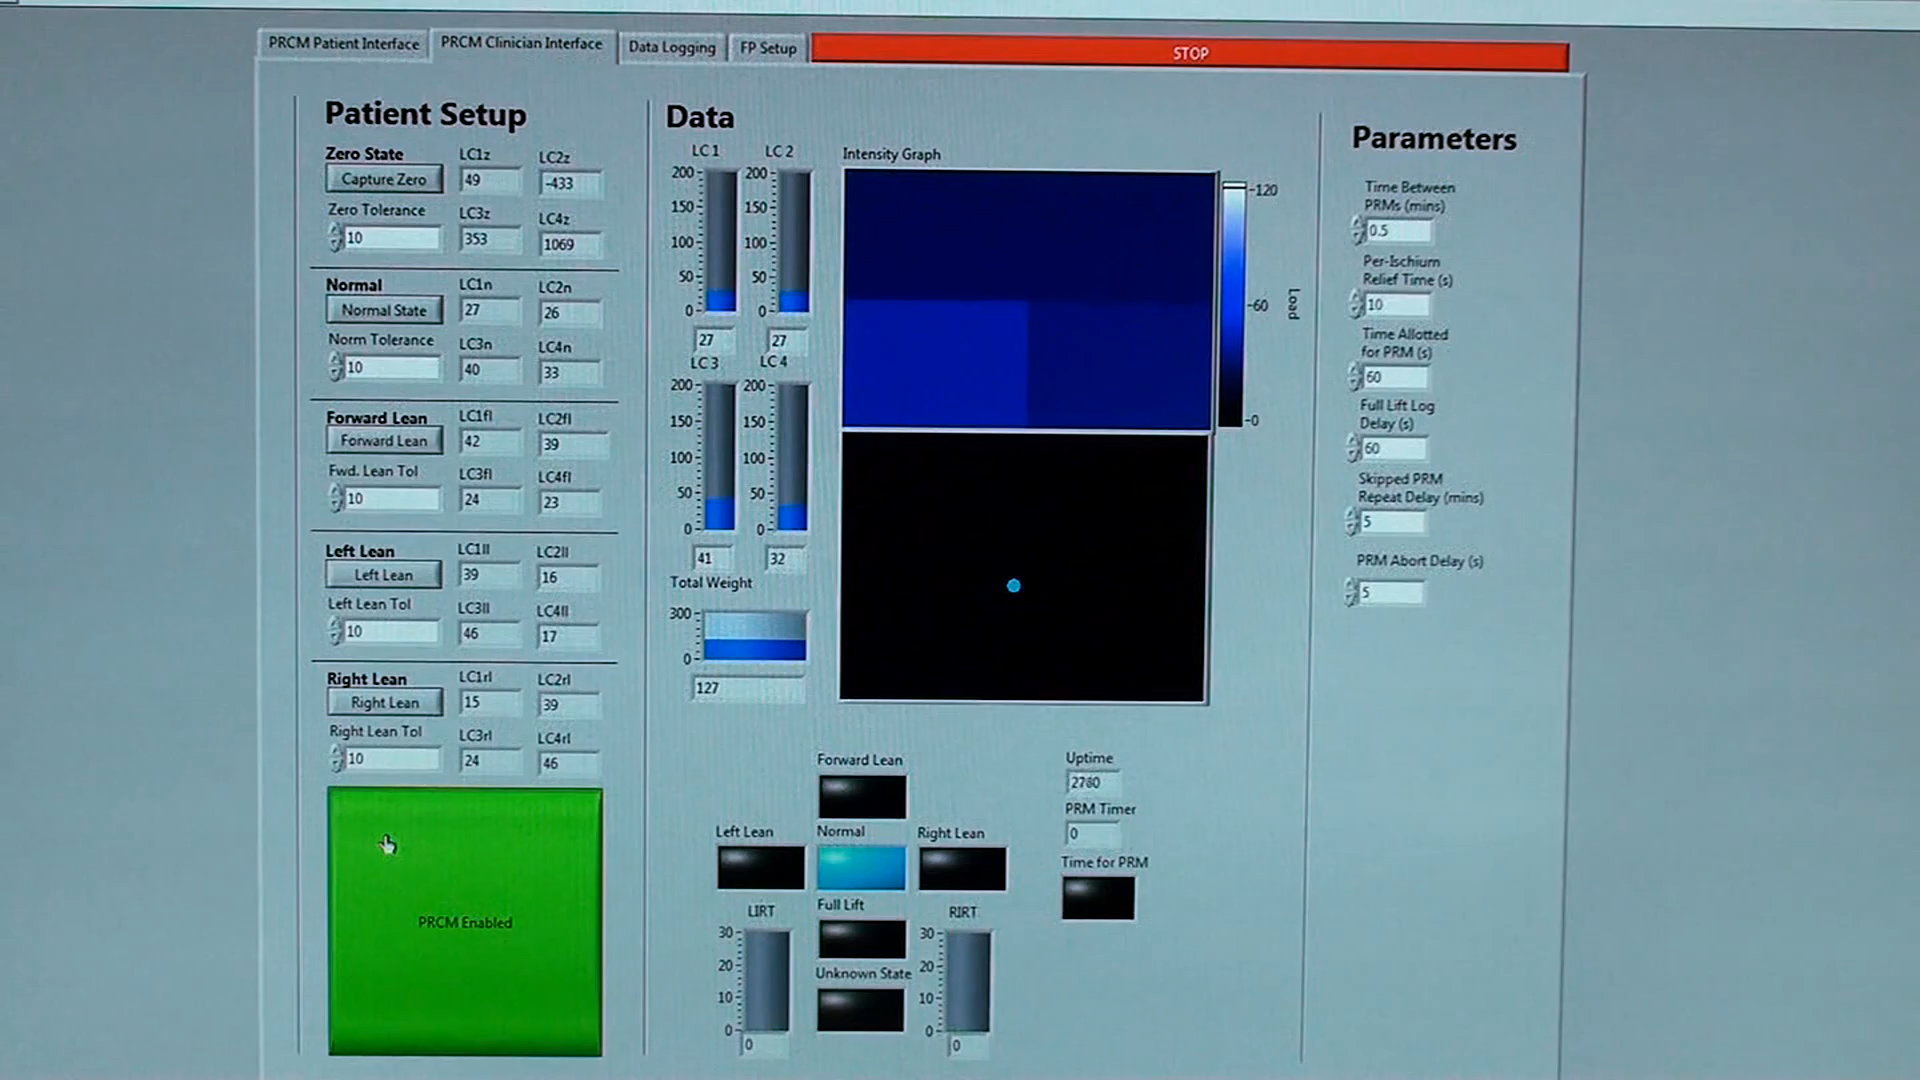 PRCM Patient Interface PRCM Clinician Interface Data Logging FP Setup STOP
Patient Setup
Zero State LC1z LC2z
Capture Zero 49 -433
Zero Tolerance LC3z LC4z
10 353 1069
Normal LC1n LC2n
Normal State 27 26
Norm Tolerance LC3n LC4n
10 40 33
Forward Lean LC1fl LC2fl
Forward Lean 42 39
Fwd. Lean Tol LC3fl LC4fl
10 24 23
Left Lean LC1ll LC2ll
Left Lean 39 16
Left Lean Tol LC3ll LC4ll
10 46 17
Right Lean LC1rl LC2rl
Right Lean 15 39
Right Lean Tol LC3rl LC4rl
10 24 46
PRCM Enabled
Data
LC 1 LC 2
200 200
150 150
100 100
50 50
0 0
27 27
LC 3 LC 4
200 200
150 150
100 100
50 50
0 0
41 32
Total Weight
300
0
127
Intensity Graph
120
60
0
Load
Forward Lean
Left Lean Normal Right Lean
LIRT Full Lift RIRT
30 30
20 Unknown State 20
10 10
0 0
0 0
Uptime
2780
PRM Timer
0
Time for PRM
Parameters
Time Between
PRMs (mins)
0.5
Per-Ischium
Relief Time (s)
10
Time Allotted
for PRM (s)
60
Full Lift Log
Delay (s)
60
Skipped PRM
Repeat Delay (mins)
5
PRM Abort Delay (s)
5